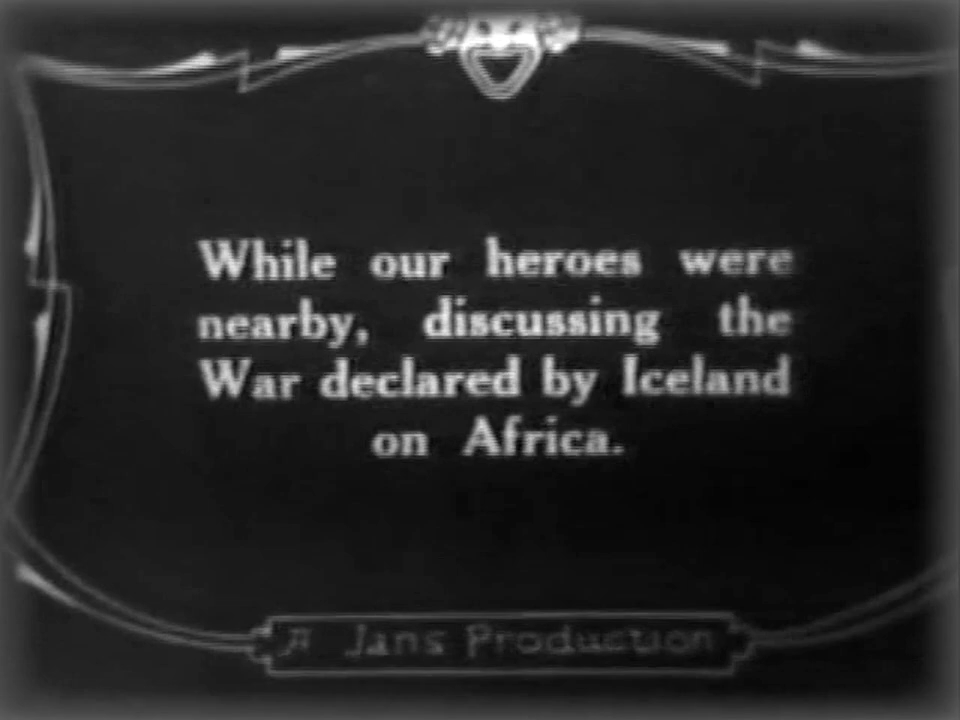 While our heroes were
nearby, discussing the
War declared by Iceland
on Africa.
A Jans Production